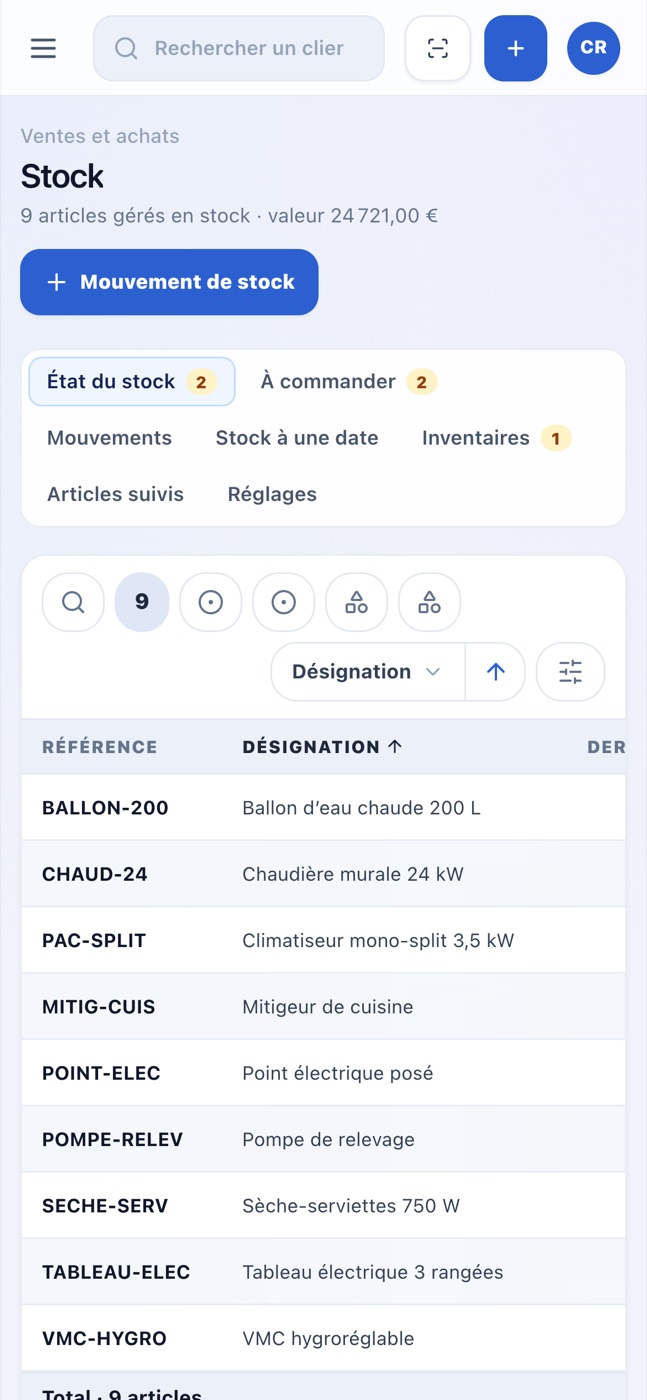 Rechercher un clier
CR
Ventes et achats
Stock
9 articles gérés en stock · valeur 24 721,00 €
+ Mouvement de stock
État du stock 2
À commander 2
Mouvements
Stock à une date
Inventaires 1
Articles suivis
Réglages
9
Désignation
RÉFÉRENCE DÉSIGNATION ↑ DER
BALLON-200 Ballon d’eau chaude 200 L
CHAUD-24 Chaudière murale 24 kW
PAC-SPLIT Climatiseur mono-split 3,5 kW
MITIG-CUIS Mitigeur de cuisine
POINT-ELEC Point électrique posé
POMPE-RELEV Pompe de relevage
SECHE-SERV Sèche-serviettes 750 W
TABLEAU-ELEC Tableau électrique 3 rangées
VMC-HYGRO VMC hygroréglable
Total · 9 articles